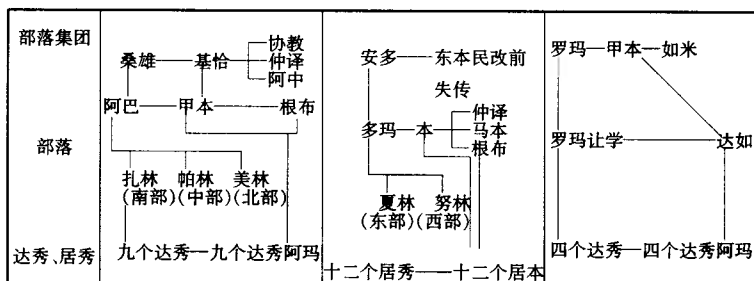 部落集团
部落
达秀、居秀
协教
桑雄 基恰 仲译
阿中
阿巴 甲本 根布
扎林 帕林 美林
(南部)(中部)(北部)
九个达秀 九个达秀阿玛
安多 东本民改前
失传
仲译
多玛 本 马本
根布
夏林 努林
(东部)(西部)
十二个居秀 十二个居本
罗玛 甲本 如米
罗玛让学 达如
四个达秀 四个达秀阿玛